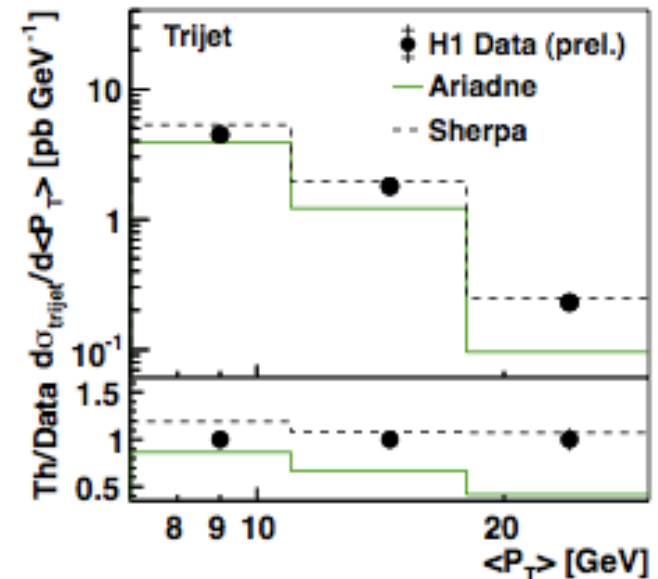 Trijet
H1 Data (prel.)
Ariadne
Sherpa
dσtrijet/d<PT> [pb GeV⁻¹]
10
1
10⁻¹
Th/Data
1.5
1
0.5
8 9 10 20
<PT> [GeV]